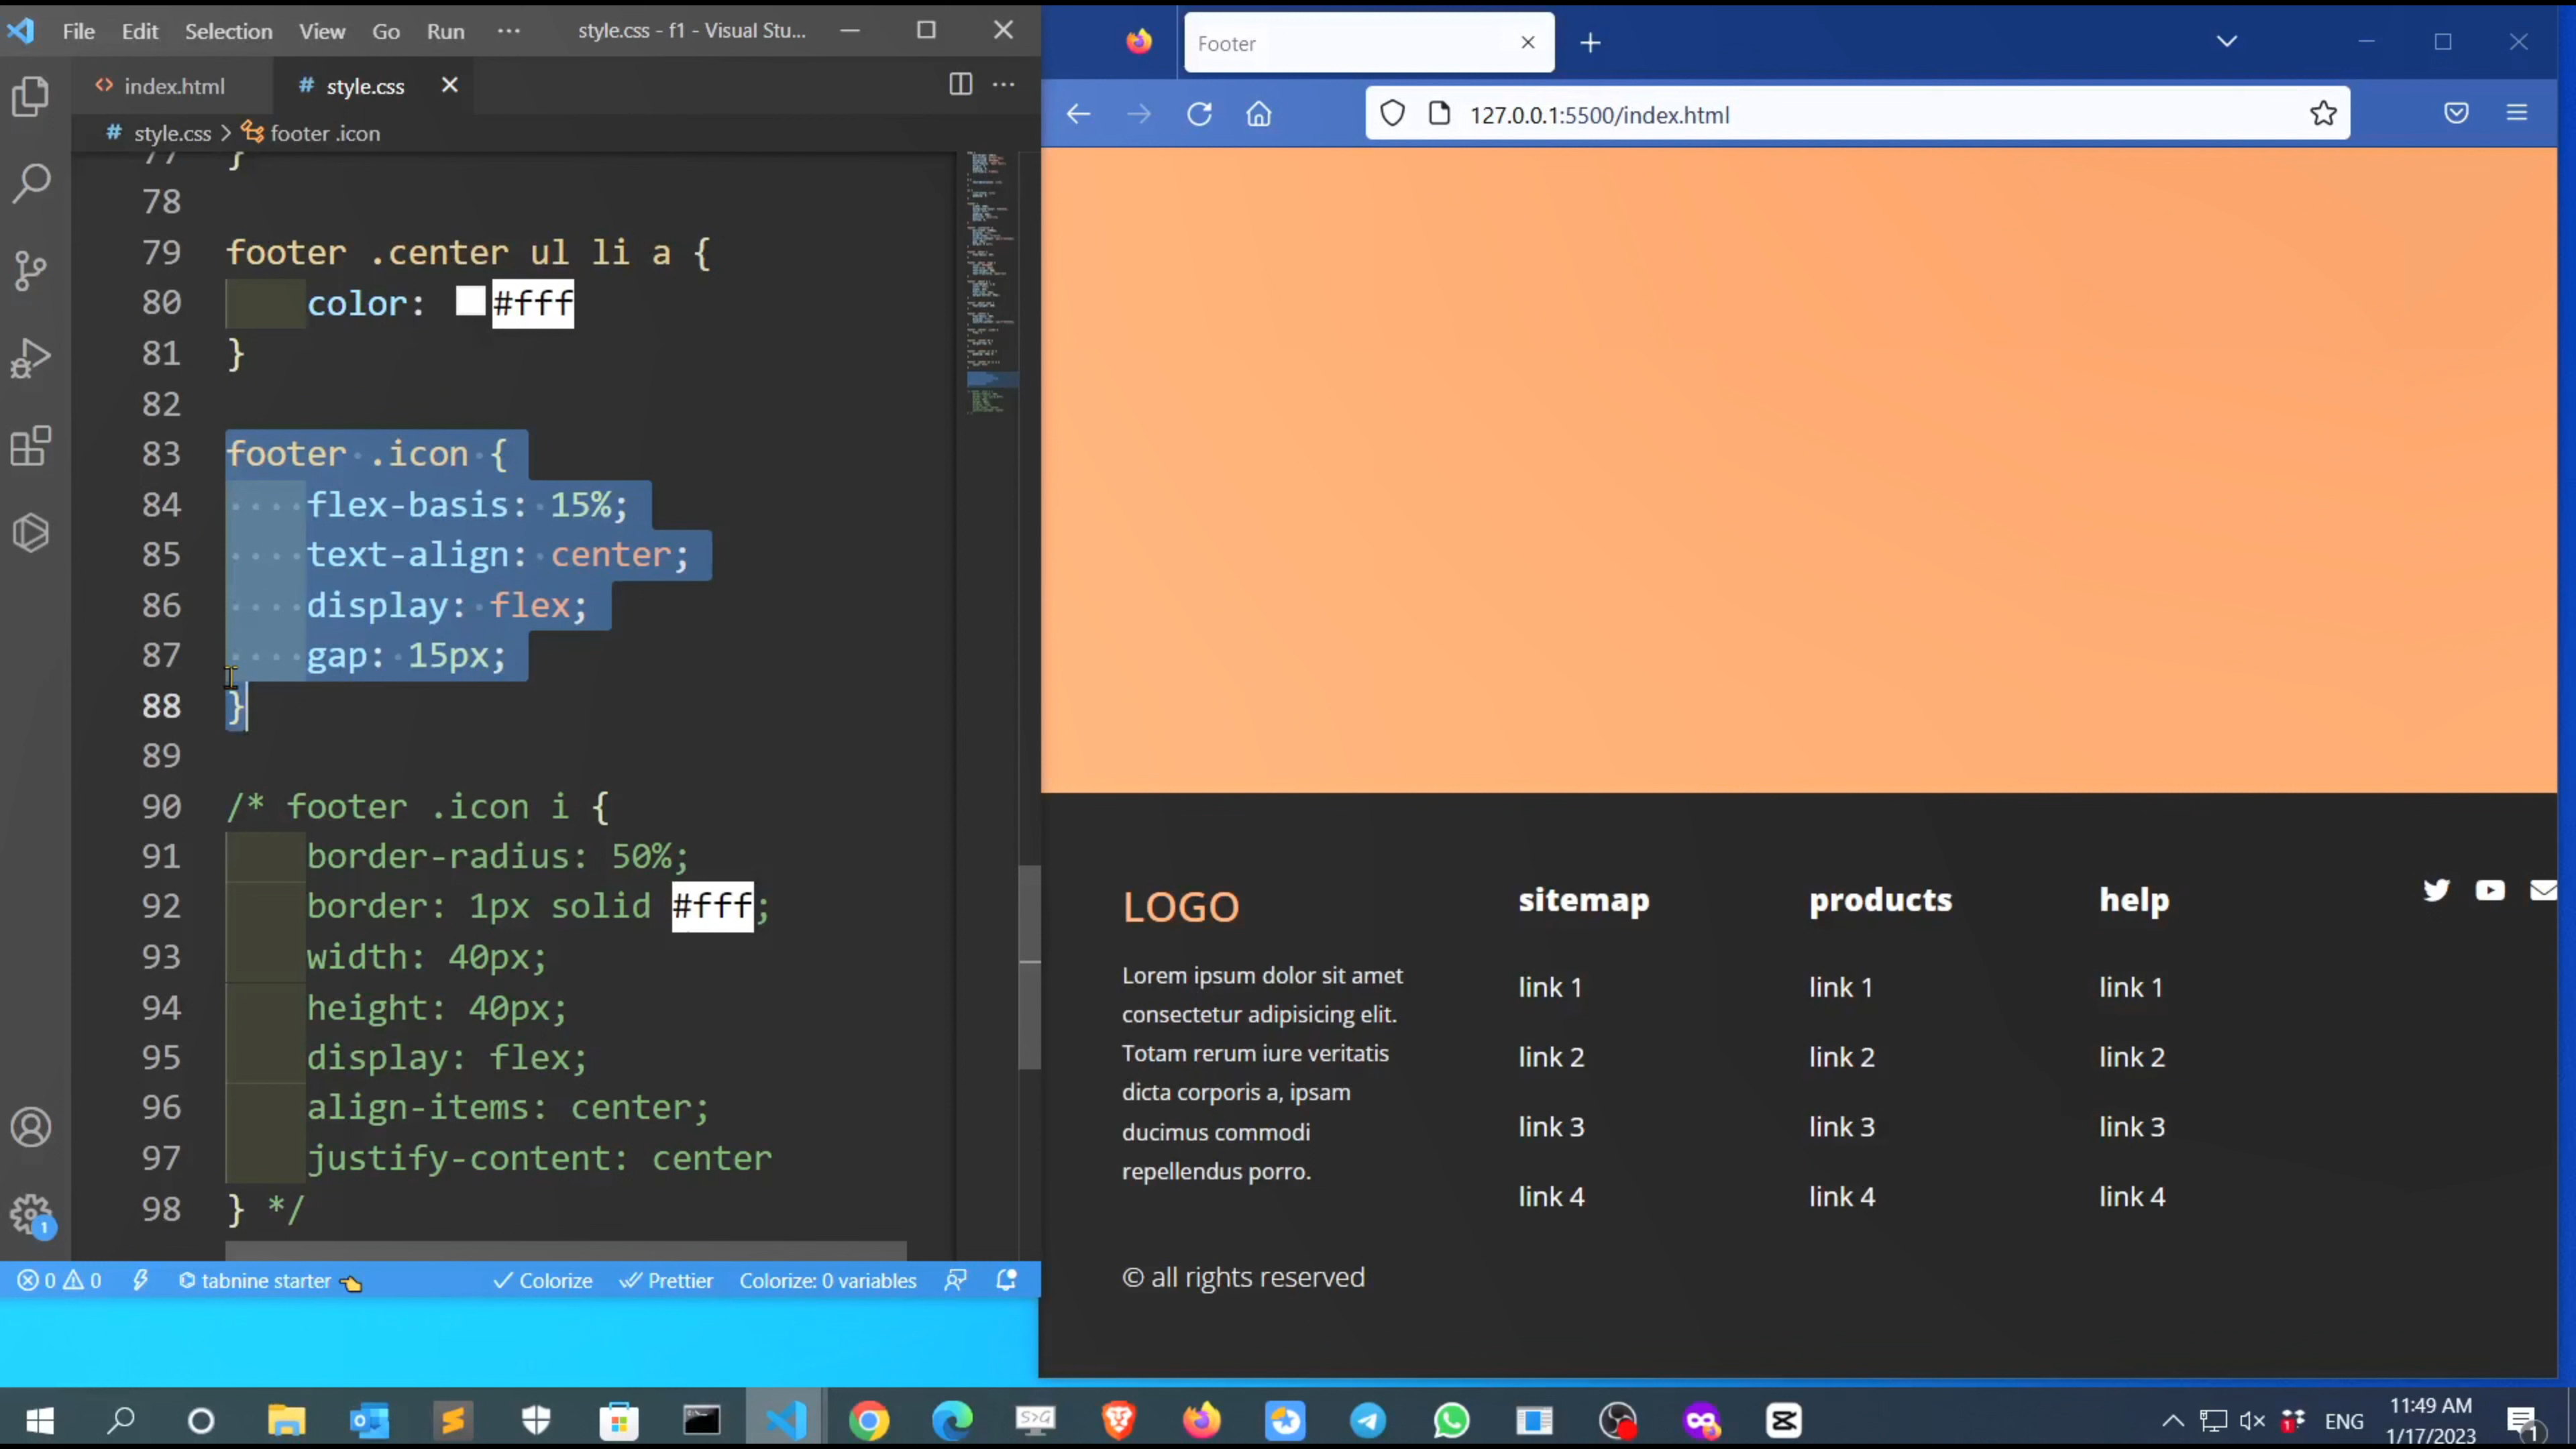 File Edit Selection View Go Run ··· style.css - f1 - Visual Stu...
index.html # style.css
# style.css > footer .icon
77 }
78
79 footer .center ul li a {
80 color: #fff
81 }
82
83 footer .icon {
84 flex-basis: 15%;
85 text-align: center;
86 display: flex;
87 gap: 15px;
88 }
89
90 /* footer .icon i {
91 border-radius: 50%;
92 border: 1px solid #fff;
93 width: 40px;
94 height: 40px;
95 display: flex;
96 align-items: center;
97 justify-content: center
98 } */
1
0 0 tabnine starter Colorize Prettier Colorize: 0 variables
Footer
127.0.0.1:5500/index.html
LOGO
Lorem ipsum dolor sit amet
consectetur adipisicing elit.
Totam rerum iure veritatis
dicta corporis a, ipsam
ducimus commodi
repellendus porro.
sitemap
link 1
link 2
link 3
link 4
products
link 1
link 2
link 3
link 4
help
link 1
link 2
link 3
link 4
© all rights reserved
S>G
1
ENG
11:49 AM
1/17/2023
1